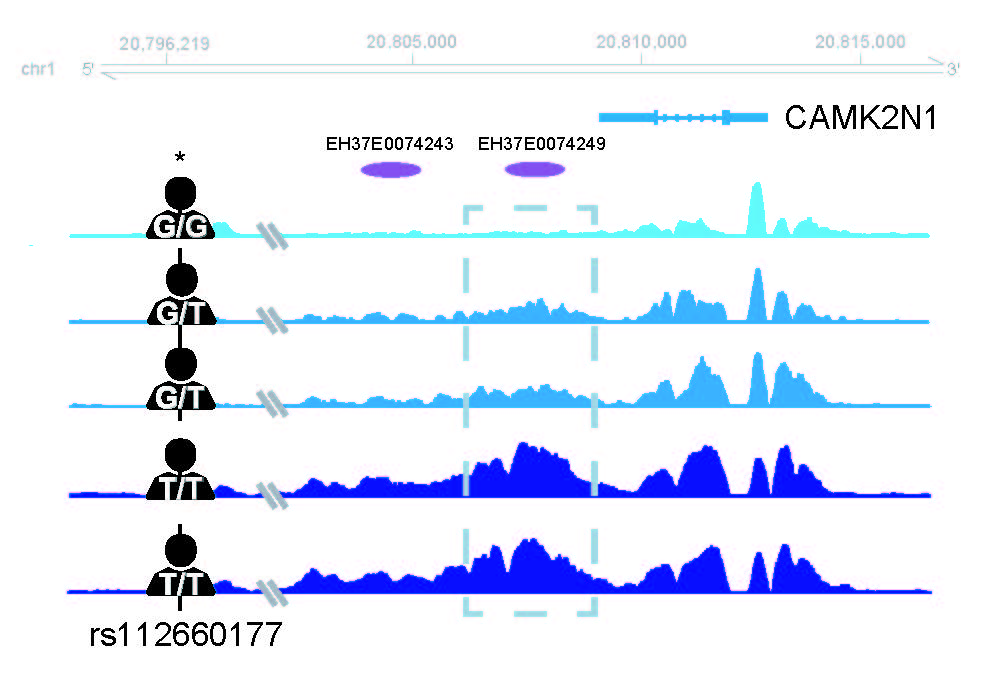 20,796,219 20.805,000 20,810,000 20.815,000
chr1 5' 3'
CAMK2N1
EH37E0074243 EH37E0074249
*
G/G
G/T
G/T
T/T
T/T
rs112660177